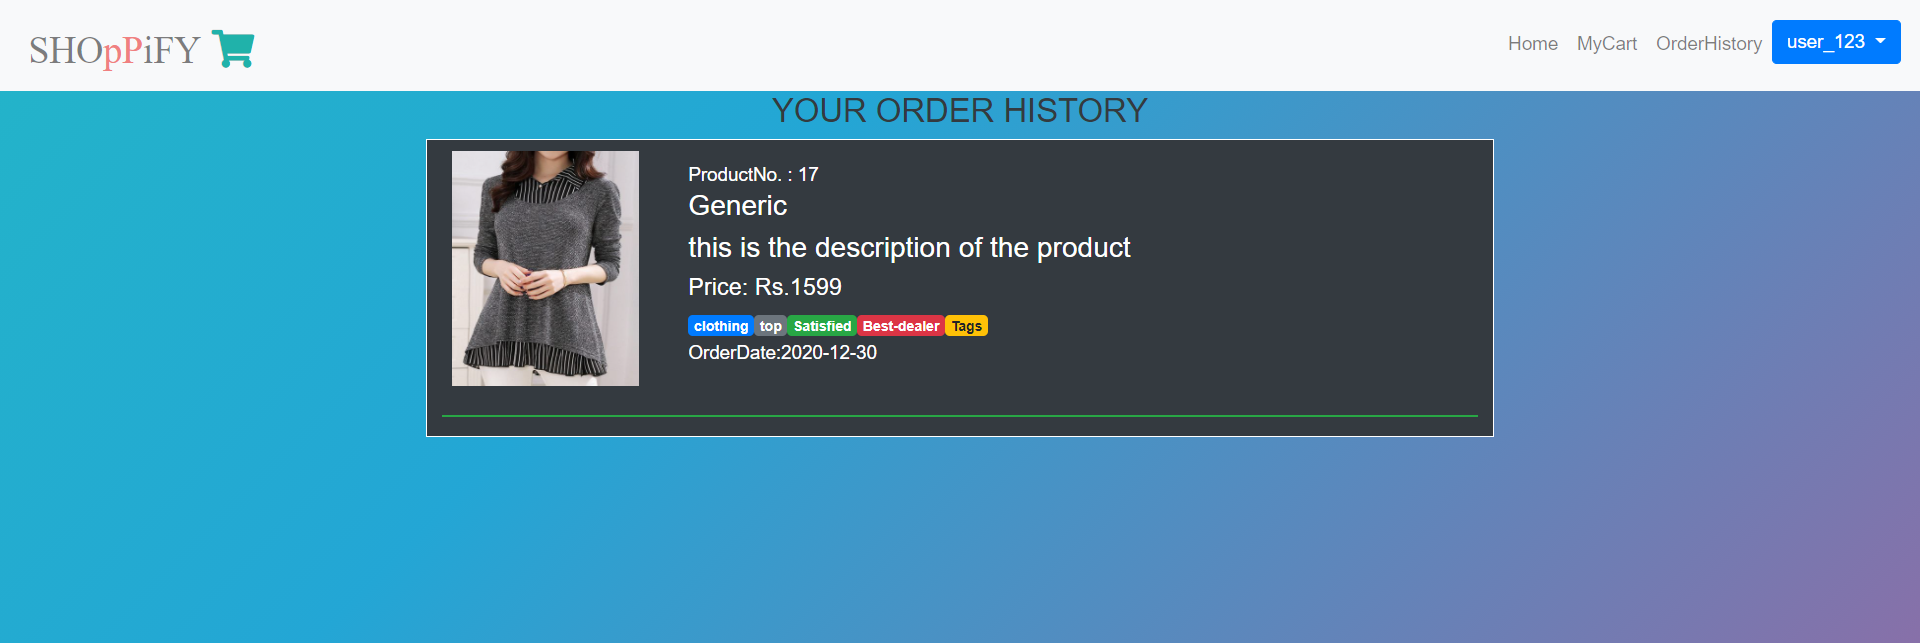 SHOpPiFY
Home MyCart OrderHistory user_123
YOUR ORDER HISTORY
ProductNo. : 17
Generic
this is the description of the product
Price: Rs.1599
clothing top Satisfied Best-dealer Tags
OrderDate:2020-12-30